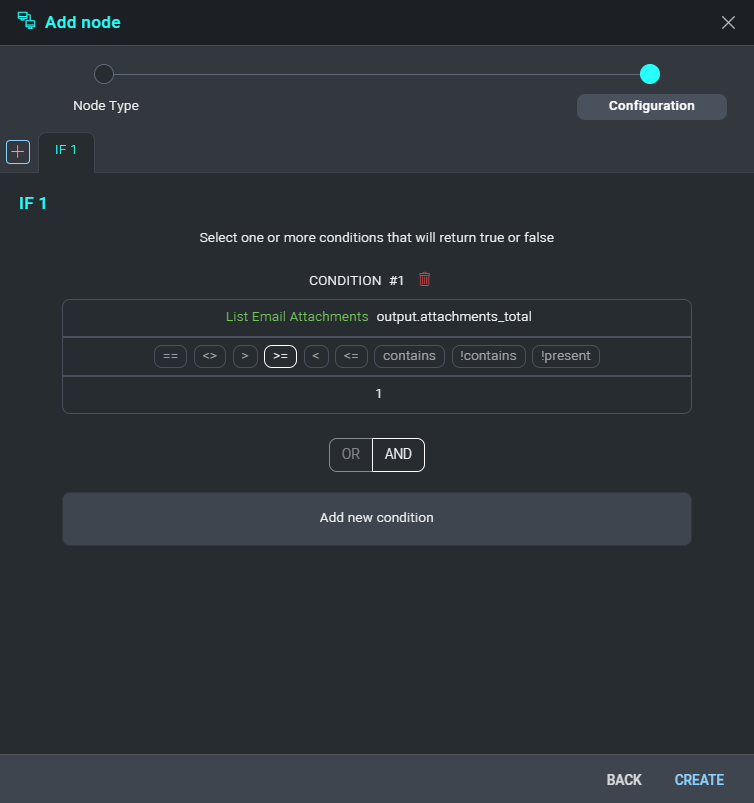 Add node
Node Type
Configuration
IF 1
IF 1
Select one or more conditions that will return true or false
CONDITION #1
List Email Attachments output.attachments_total
== <> > >= < <= contains !contains !present
1
OR AND
Add new condition
BACK CREATE